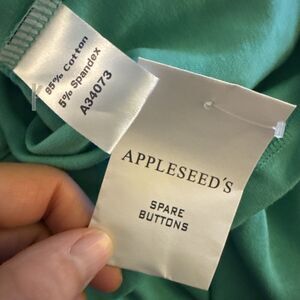 95% Cotton
5% Spandex
A34073
APPLESEED'S
SPARE
BUTTONS